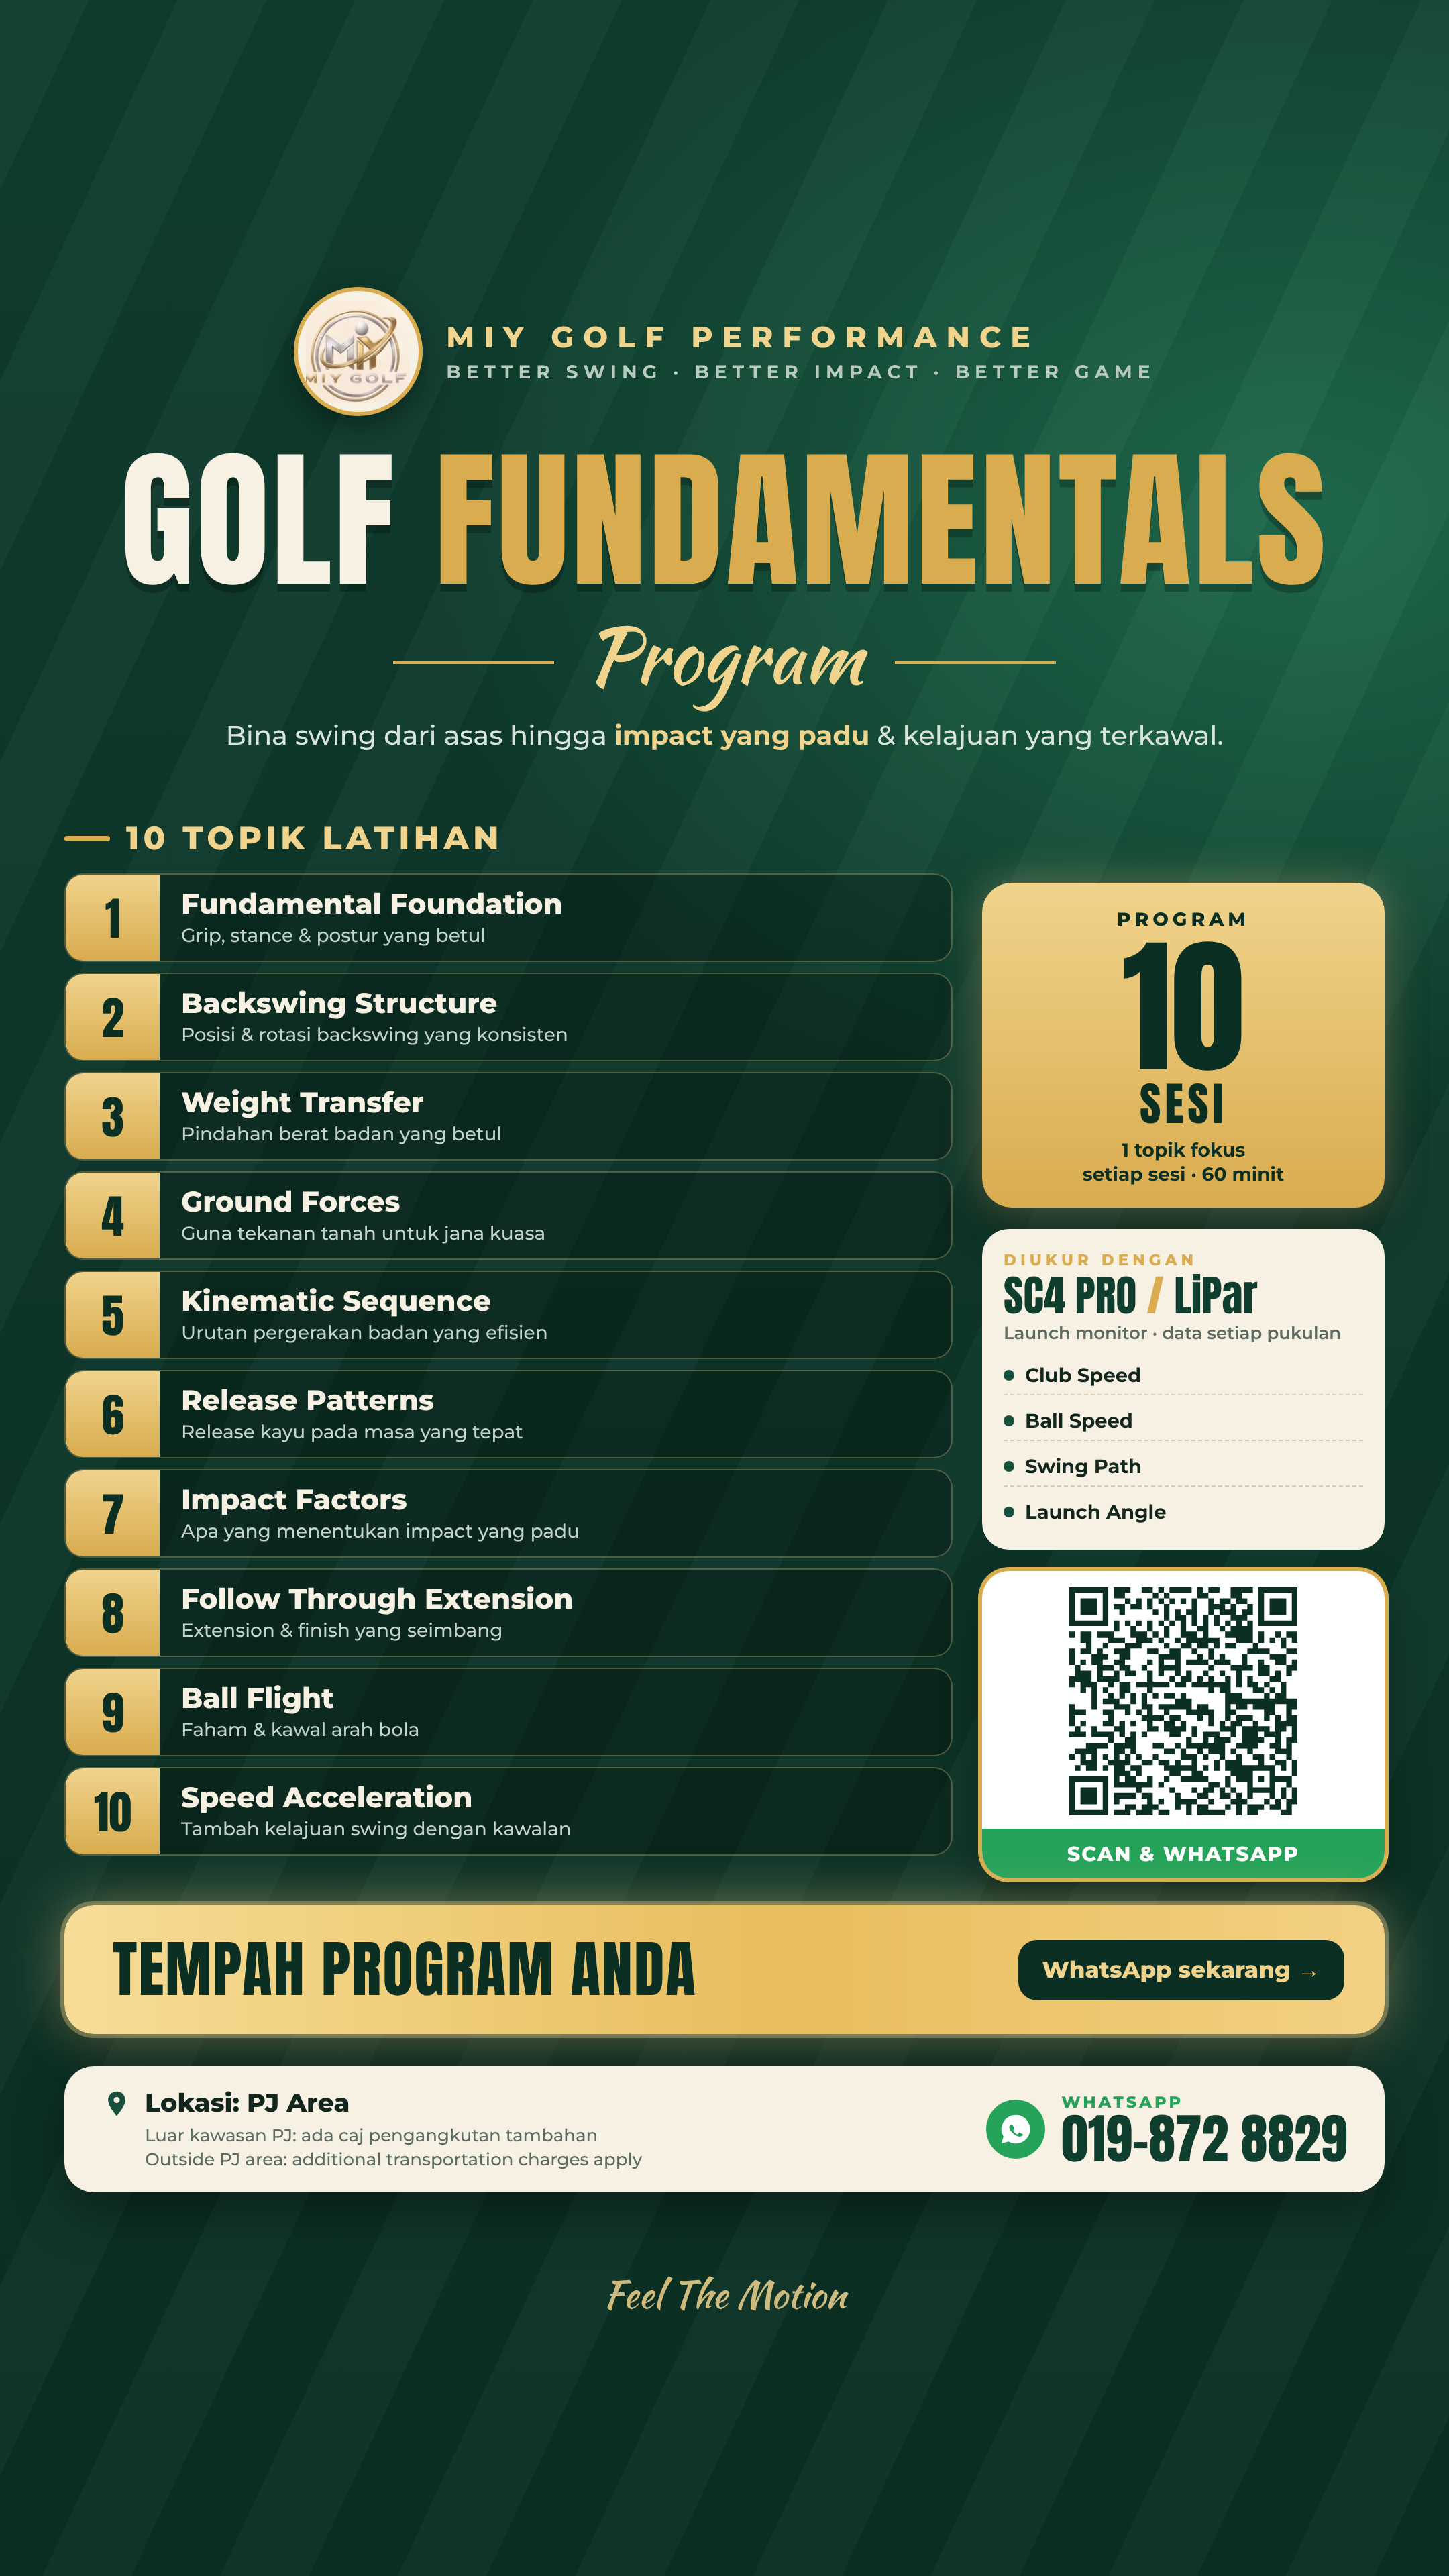 MIY GOLF
MIY GOLF PERFORMANCE
BETTER SWING · BETTER IMPACT · BETTER GAME
GOLF FUNDAMENTALS
Program
Bina swing dari asas hingga impact yang padu & kelajuan yang terkawal.
10 TOPIK LATIHAN
1
Fundamental Foundation
Grip, stance & postur yang betul
2
Backswing Structure
Posisi & rotasi backswing yang konsisten
3
Weight Transfer
Pindahan berat badan yang betul
4
Ground Forces
Guna tekanan tanah untuk jana kuasa
5
Kinematic Sequence
Urutan pergerakan badan yang efisien
6
Release Patterns
Release kayu pada masa yang tepat
7
Impact Factors
Apa yang menentukan impact yang padu
8
Follow Through Extension
Extension & finish yang seimbang
9
Ball Flight
Faham & kawal arah bola
10
Speed Acceleration
Tambah kelajuan swing dengan kawalan
PROGRAM
10
SESI
1 topik fokus
setiap sesi · 60 minit
DIUKUR DENGAN
SC4 PRO / LiPar
Launch monitor · data setiap pukulan
Club Speed
Ball Speed
Swing Path
Launch Angle
SCAN & WHATSAPP
TEMPAH PROGRAM ANDA
WhatsApp sekarang →
Lokasi: PJ Area
Luar kawasan PJ: ada caj pengangkutan tambahan
Outside PJ area: additional transportation charges apply
WHATSAPP
019-872 8829
Feel The Motion